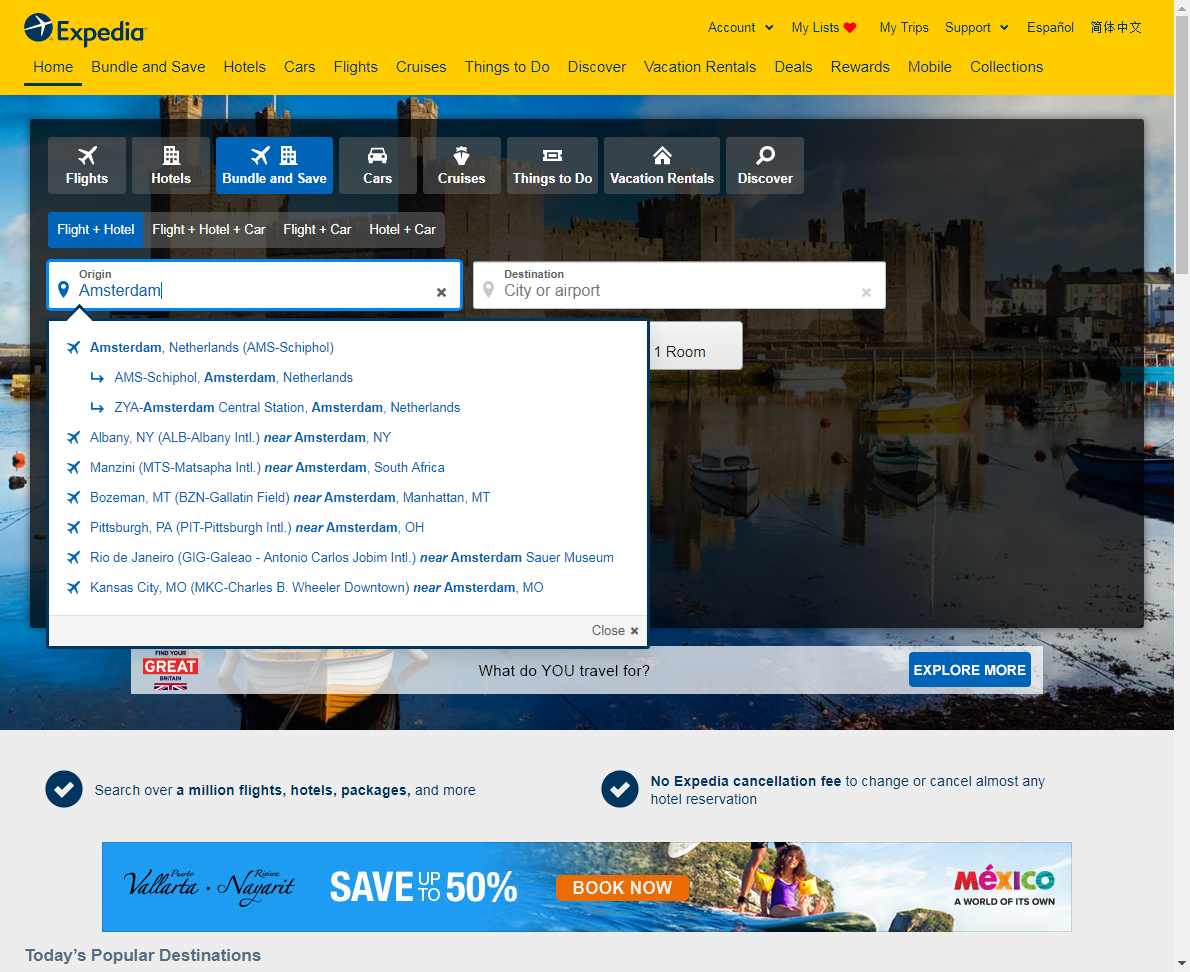 Expedia
Account
My Lists
My Trips
Support
Español
简体中文
Home
Bundle and Save
Hotels
Cars
Flights
Cruises
Things to Do
Discover
Vacation Rentals
Deals
Rewards
Mobile
Collections
Flights
Hotels
Bundle and Save
Cars
Cruises
Things to Do
Vacation Rentals
Discover
Flight + Hotel
Flight + Hotel + Car
Flight + Car
Hotel + Car
Origin
Amsterdam
Destination
City or airport
1 Room
Amsterdam, Netherlands (AMS-Schiphol)
AMS-Schiphol, Amsterdam, Netherlands
ZYA-Amsterdam Central Station, Amsterdam, Netherlands
Albany, NY (ALB-Albany Intl.) near Amsterdam, NY
Manzini (MTS-Matsapha Intl.) near Amsterdam, South Africa
Bozeman, MT (BZN-Gallatin Field) near Amsterdam, Manhattan, MT
Pittsburgh, PA (PIT-Pittsburgh Intl.) near Amsterdam, OH
Rio de Janeiro (GIG-Galeao - Antonio Carlos Jobim Intl.) near Amsterdam Sauer Museum
Kansas City, MO (MKC-Charles B. Wheeler Downtown) near Amsterdam, MO
Close
FIND YOUR
GREAT
BRITAIN
What do YOU travel for?
EXPLORE MORE
Search over a million flights, hotels, packages, and more
No Expedia cancellation fee to change or cancel almost any
hotel reservation
Puerto
Vallarta · Riviera
Nayarit
SAVE UP TO 50%
BOOK NOW
MéXICO
A WORLD OF ITS OWN
Today's Popular Destinations